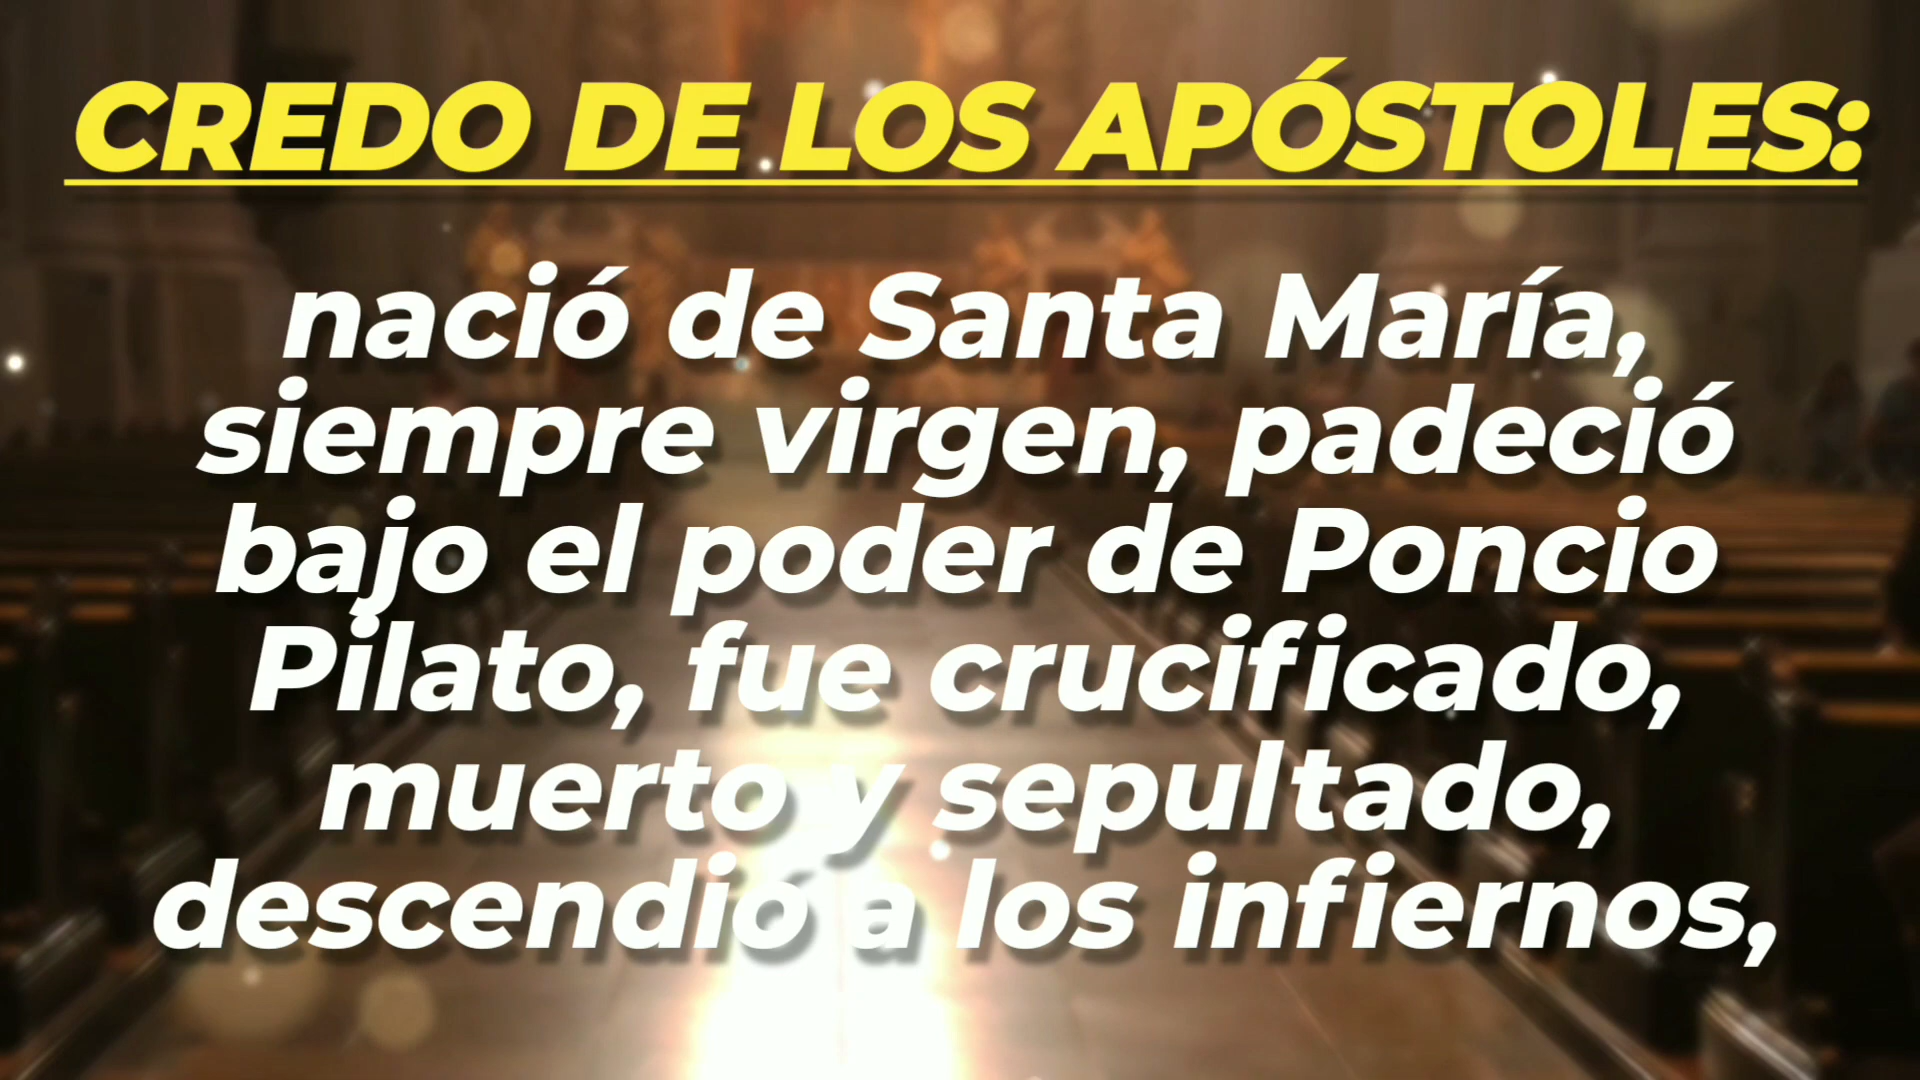 CREDO DE LOS APÓSTOLES:
nació de Santa María,
siempre virgen, padeció
bajo el poder de Poncio
Pilato, fue crucificado,
muerto y sepultado,
descendió a los infiernos,